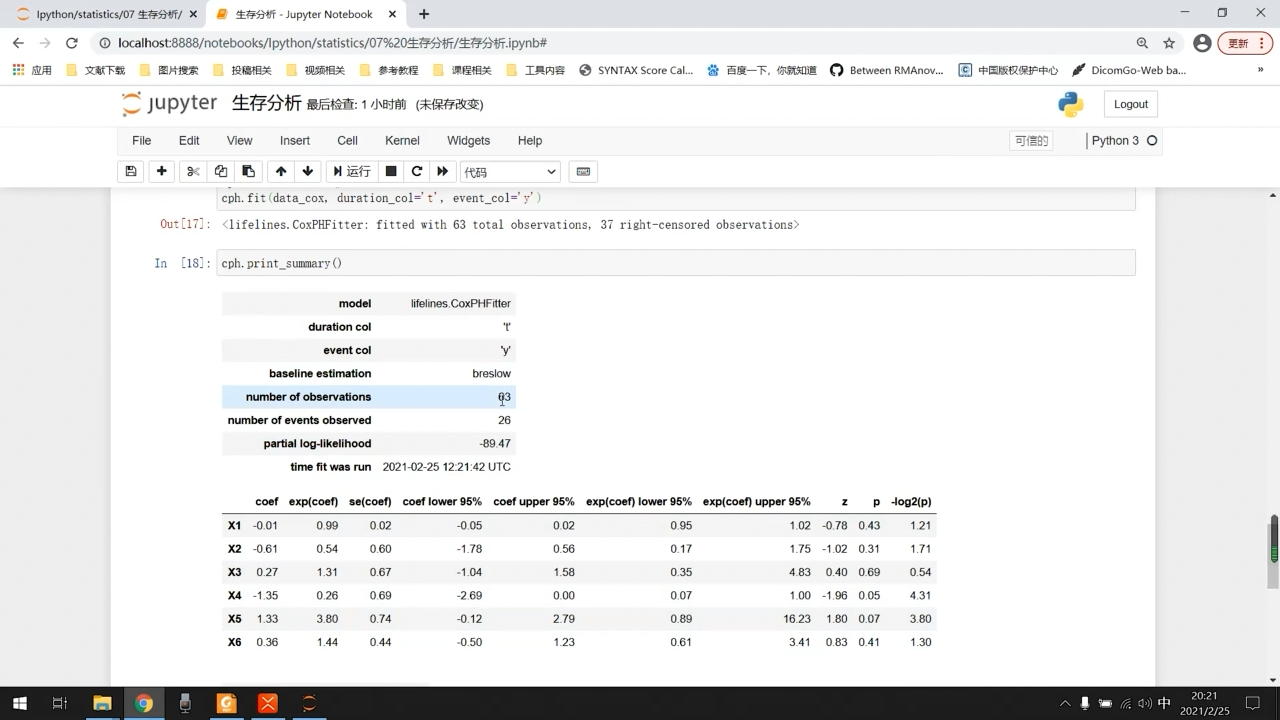 Ipython/statistics/07 生存分析/
生存分析 - Jupyter Notebook
localhost:8888/notebooks/Ipython/statistics/07%20生存分析/生存分析.ipynb#
更新
应用 文献下载 图片搜索 投稿相关 视频相关 参考教程 课程相关 工具内容 SYNTAX Score Cal... 百度一下,你就知道 Between RMAnov... 中国版权保护中心 DicomGo-Web ba... »
jupyter 生存分析 最后检查: 1 小时前 (未保存改变) Logout
File Edit View Insert Cell Kernel Widgets Help 可信的 Python 3
运行 代码
cph.fit(data_cox, duration_col='t', event_col='y')
Out[17]: <lifelines.CoxPHFitter: fitted with 63 total observations, 37 right-censored observations>
In [18]: cph.print_summary()
model lifelines.CoxPHFitter
duration col 't'
event col 'y'
baseline estimation breslow
number of observations 63
number of events observed 26
partial log-likelihood -89.47
time fit was run 2021-02-25 12:21:42 UTC
coef exp(coef) se(coef) coef lower 95% coef upper 95% exp(coef) lower 95% exp(coef) upper 95% z p -log2(p)
X1 -0.01 0.99 0.02 -0.05 0.02 0.95 1.02 -0.78 0.43 1.21
X2 -0.61 0.54 0.60 -1.78 0.56 0.17 1.75 -1.02 0.31 1.71
X3 0.27 1.31 0.67 -1.04 1.58 0.35 4.83 0.40 0.69 0.54
X4 -1.35 0.26 0.69 -2.69 0.00 0.07 1.00 -1.96 0.05 4.31
X5 1.33 3.80 0.74 -0.12 2.79 0.89 16.23 1.80 0.07 3.80
X6 0.36 1.44 0.44 -0.50 1.23 0.61 3.41 0.83 0.41 1.30
中
20:21
2021/2/25